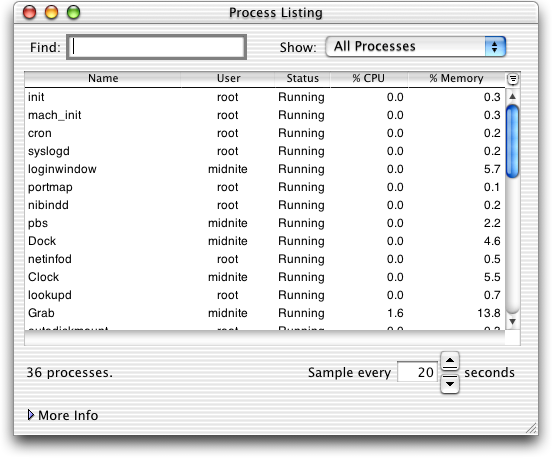 Process Listing
Find: Show: All Processes
Name User Status % CPU % Memory
init root Running 0.0 0.3
mach_init root Running 0.0 0.3
cron root Running 0.0 0.2
syslogd root Running 0.0 0.2
loginwindow midnite Running 0.0 5.7
portmap root Running 0.0 0.1
nibindd root Running 0.0 0.2
pbs midnite Running 0.0 2.2
Dock midnite Running 0.0 4.6
netinfod root Running 0.0 0.5
Clock midnite Running 0.0 5.5
lookupd root Running 0.0 0.7
Grab midnite Running 1.6 13.8
autodiskmount root Running 0.0
36 processes. Sample every 20 seconds
More Info